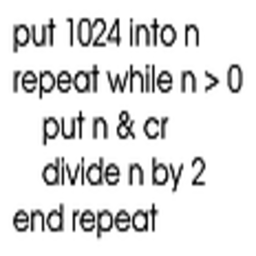 put 1024 into n
repeat while n > 0
put n & cr
divide n by 2
end repeat